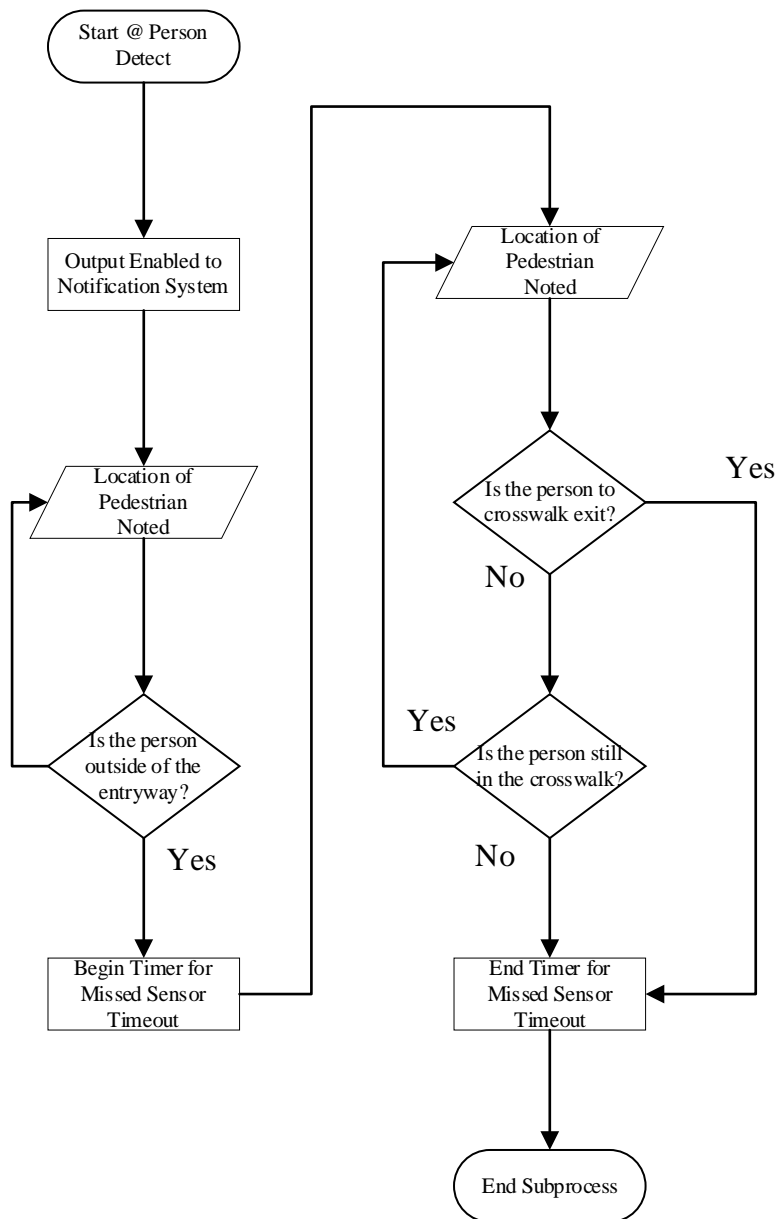 Start @ Person
Detect
Output Enabled to
Notification System
Location of
Pedestrian
Noted
Is the person
outside of the
entryway?
Yes
Begin Timer for
Missed Sensor
Timeout
Location of
Pedestrian
Noted
Is the person to
crosswalk exit?
Yes
No
Is the person still
in the crosswalk?
Yes
No
End Timer for
Missed Sensor
Timeout
End Subprocess